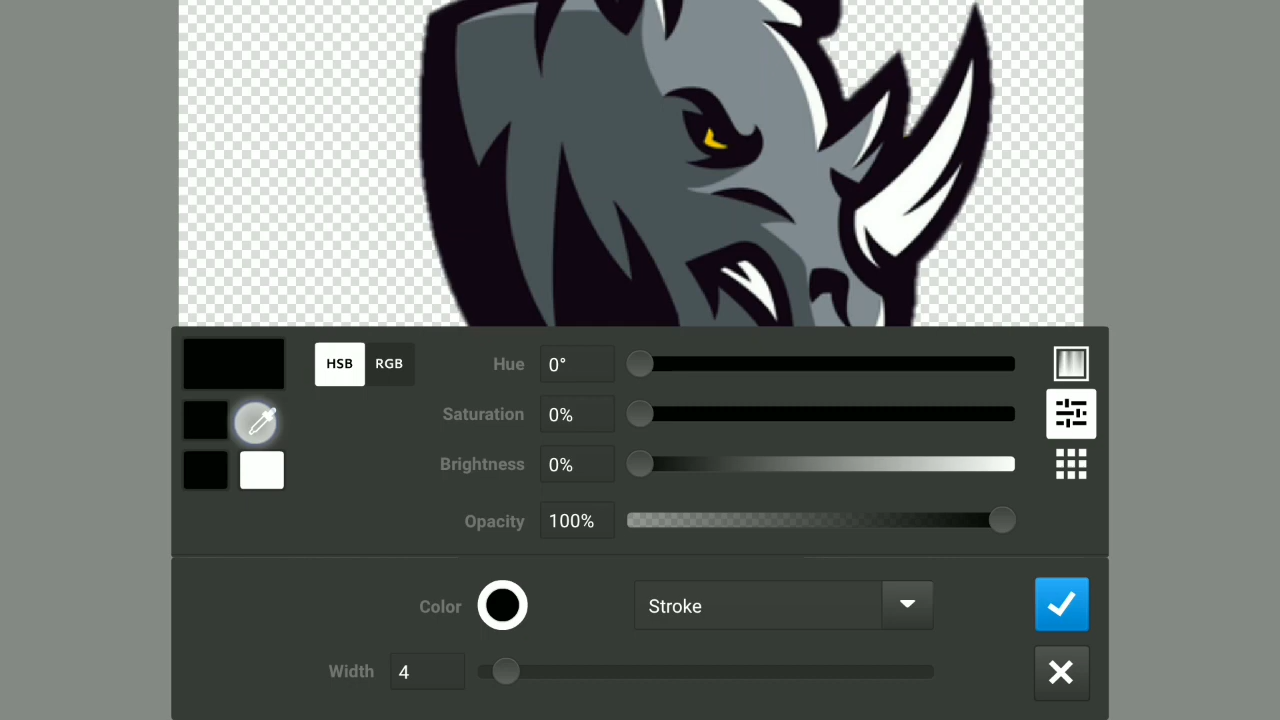 HSB RGB Hue 0°
Saturation 0%
Brightness 0%
Opacity 100%
Color Stroke
Width 4